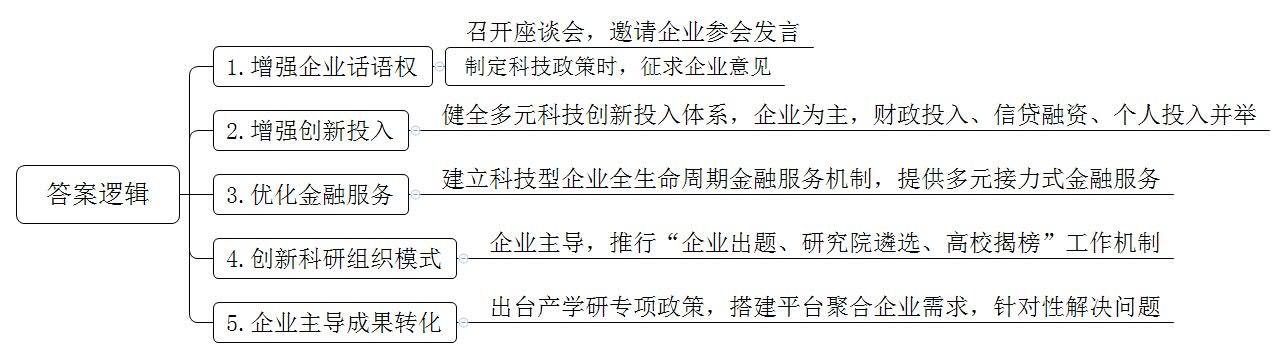 答案逻辑
1.增强企业话语权
召开座谈会，邀请企业参会发言
制定科技政策时，征求企业意见
2.增强创新投入
健全多元科技创新投入体系，企业为主，财政投入、信贷融资、个人投入并举
3.优化金融服务
建立科技型企业全生命周期金融服务机制，提供多元接力式金融服务
4.创新科研组织模式
企业主导，推行“企业出题、研究院遴选、高校揭榜”工作机制
5.企业主导成果转化
出台产学研专项政策，搭建平台聚合企业需求，针对性解决问题